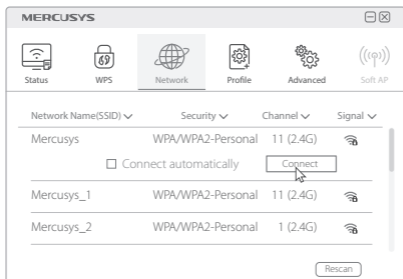 MERCUSYS
Status WPS Network Profile Advanced Soft AP
Network Name(SSID) Security Channel Signal
Mercusys WPA/WPA2-Personal 11 (2.4G)
Connect automatically Connect
Mercusys_1 WPA/WPA2-Personal 11 (2.4G)
Mercusys_2 WPA/WPA2-Personal 1 (2.4G)
Rescan